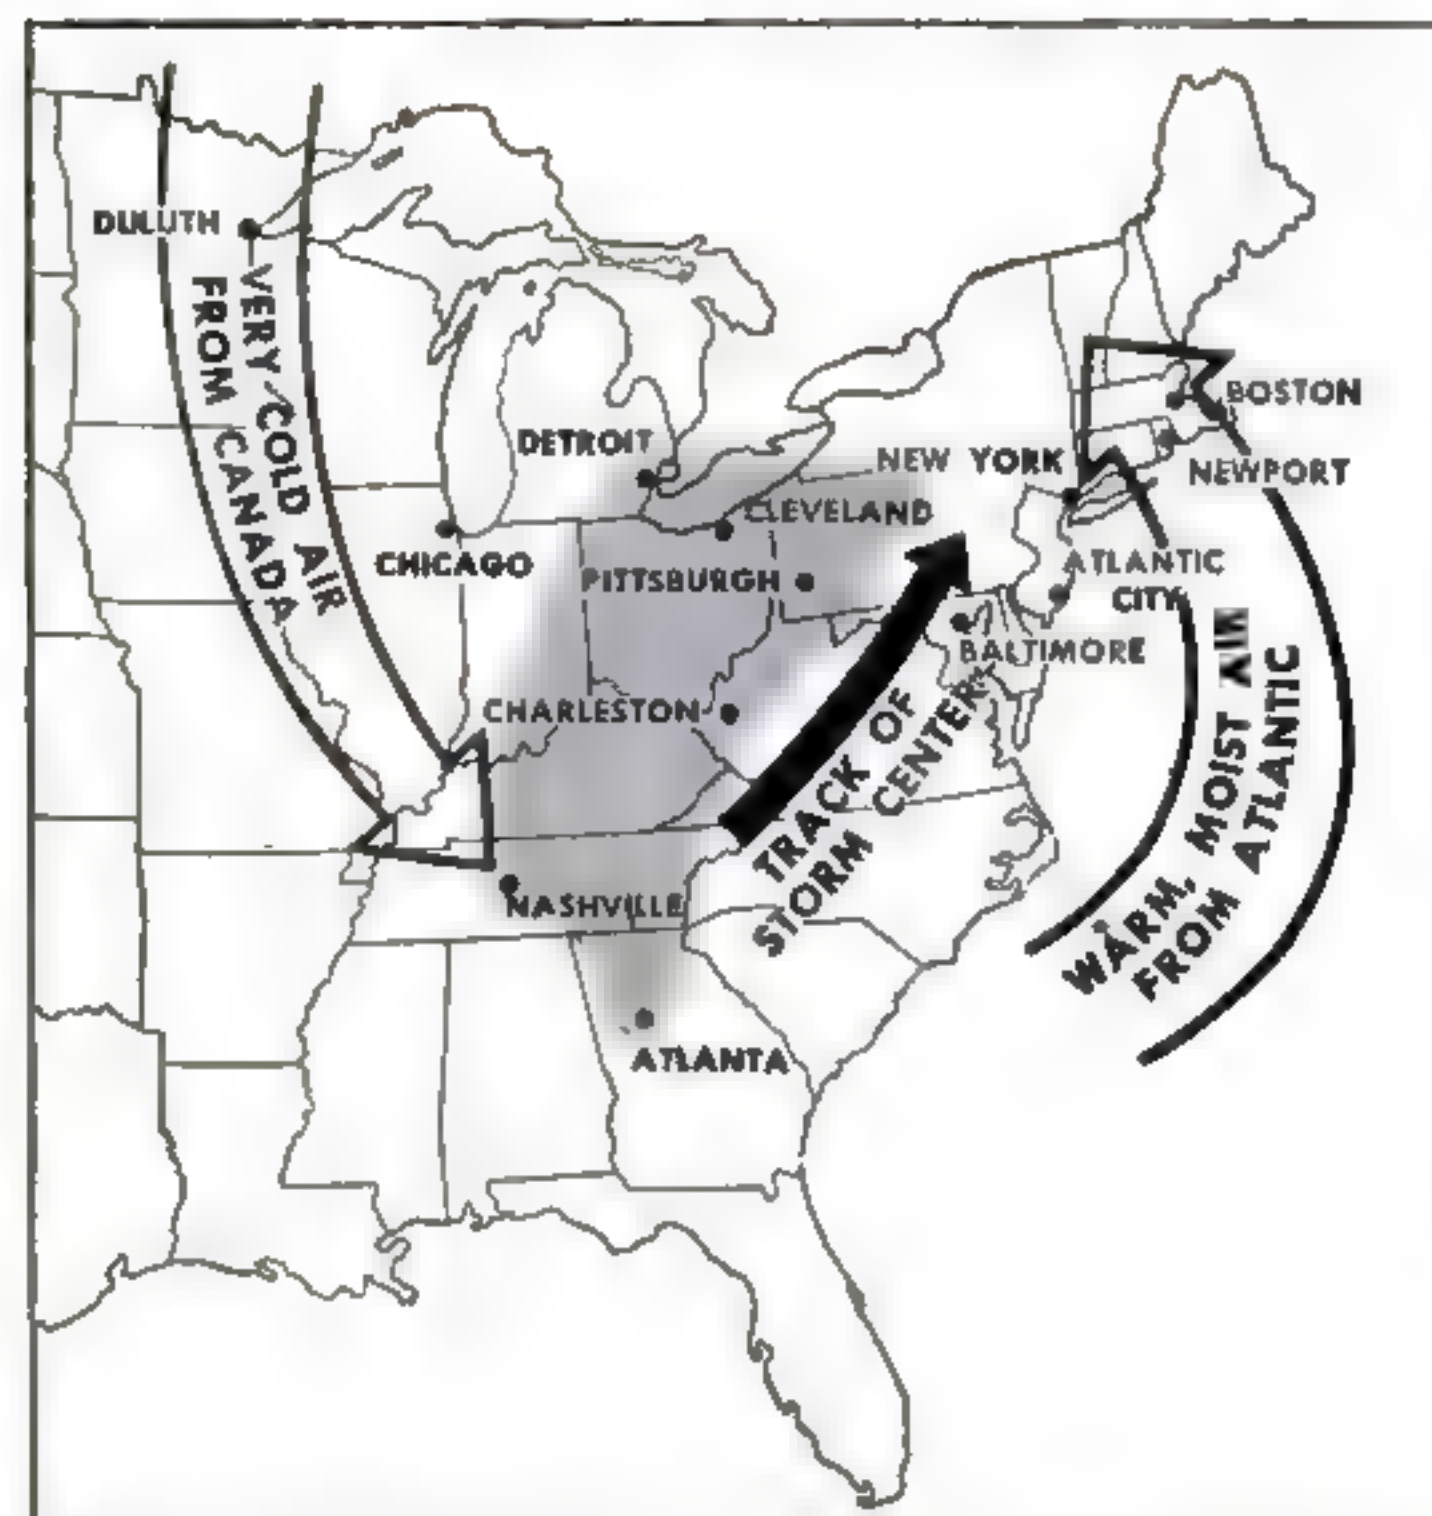 DULUTH
VERY COLD AIR
FROM CANADA
DETROIT
CHICAGO
CLEVELAND
PITTSBURGH
CHARLESTON
NASHVILLE
ATLANTA
NEW YORK
BOSTON
NEWPORT
ATLANTIC
CITY
BALTIMORE
TRACK OF
STORM CENTER
WARM, MOIST
FROM ATLANTIC